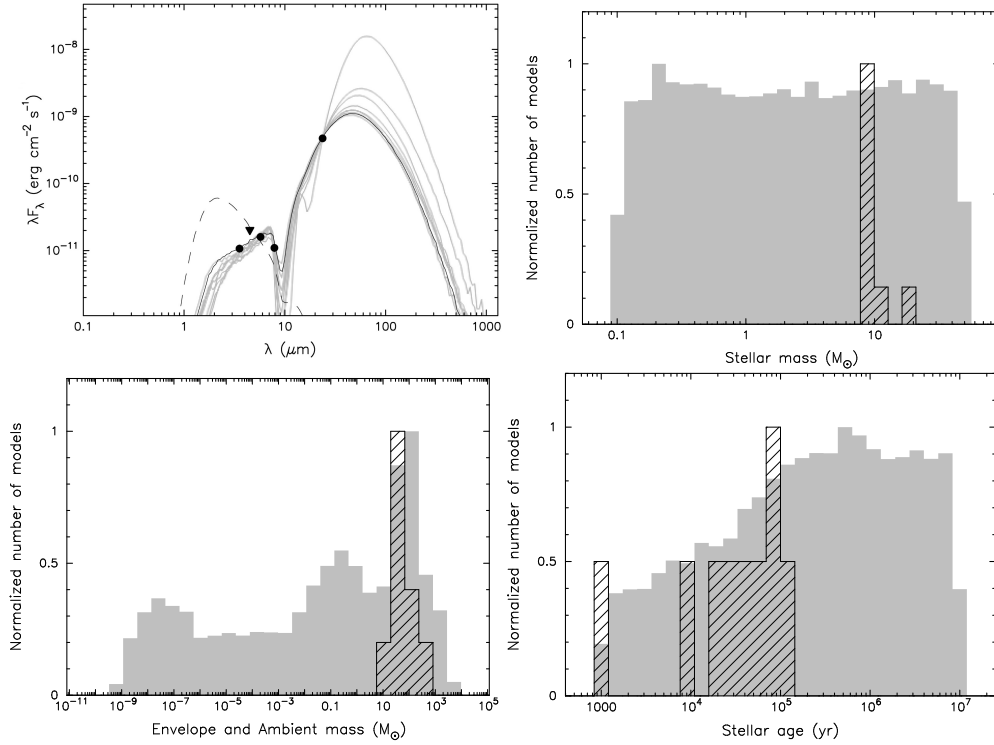 10⁻⁸
10⁻⁹
10⁻¹⁰
10⁻¹¹
λF_λ (erg cm⁻² s⁻¹)
0.1 1 10 100 1000
λ (μm)
1
0.5
0
Normalized number of models
0.1 1 10
Stellar mass (M⊙)
1
0.5
0
Normalized number of models
10⁻¹¹ 10⁻⁹ 10⁻⁷ 10⁻⁵ 10⁻³ 0.1 10 10³ 10⁵
Envelope and Ambient mass (M⊙)
1
0.5
0
Normalized number of models
1000 10⁴ 10⁵ 10⁶ 10⁷
Stellar age (yr)